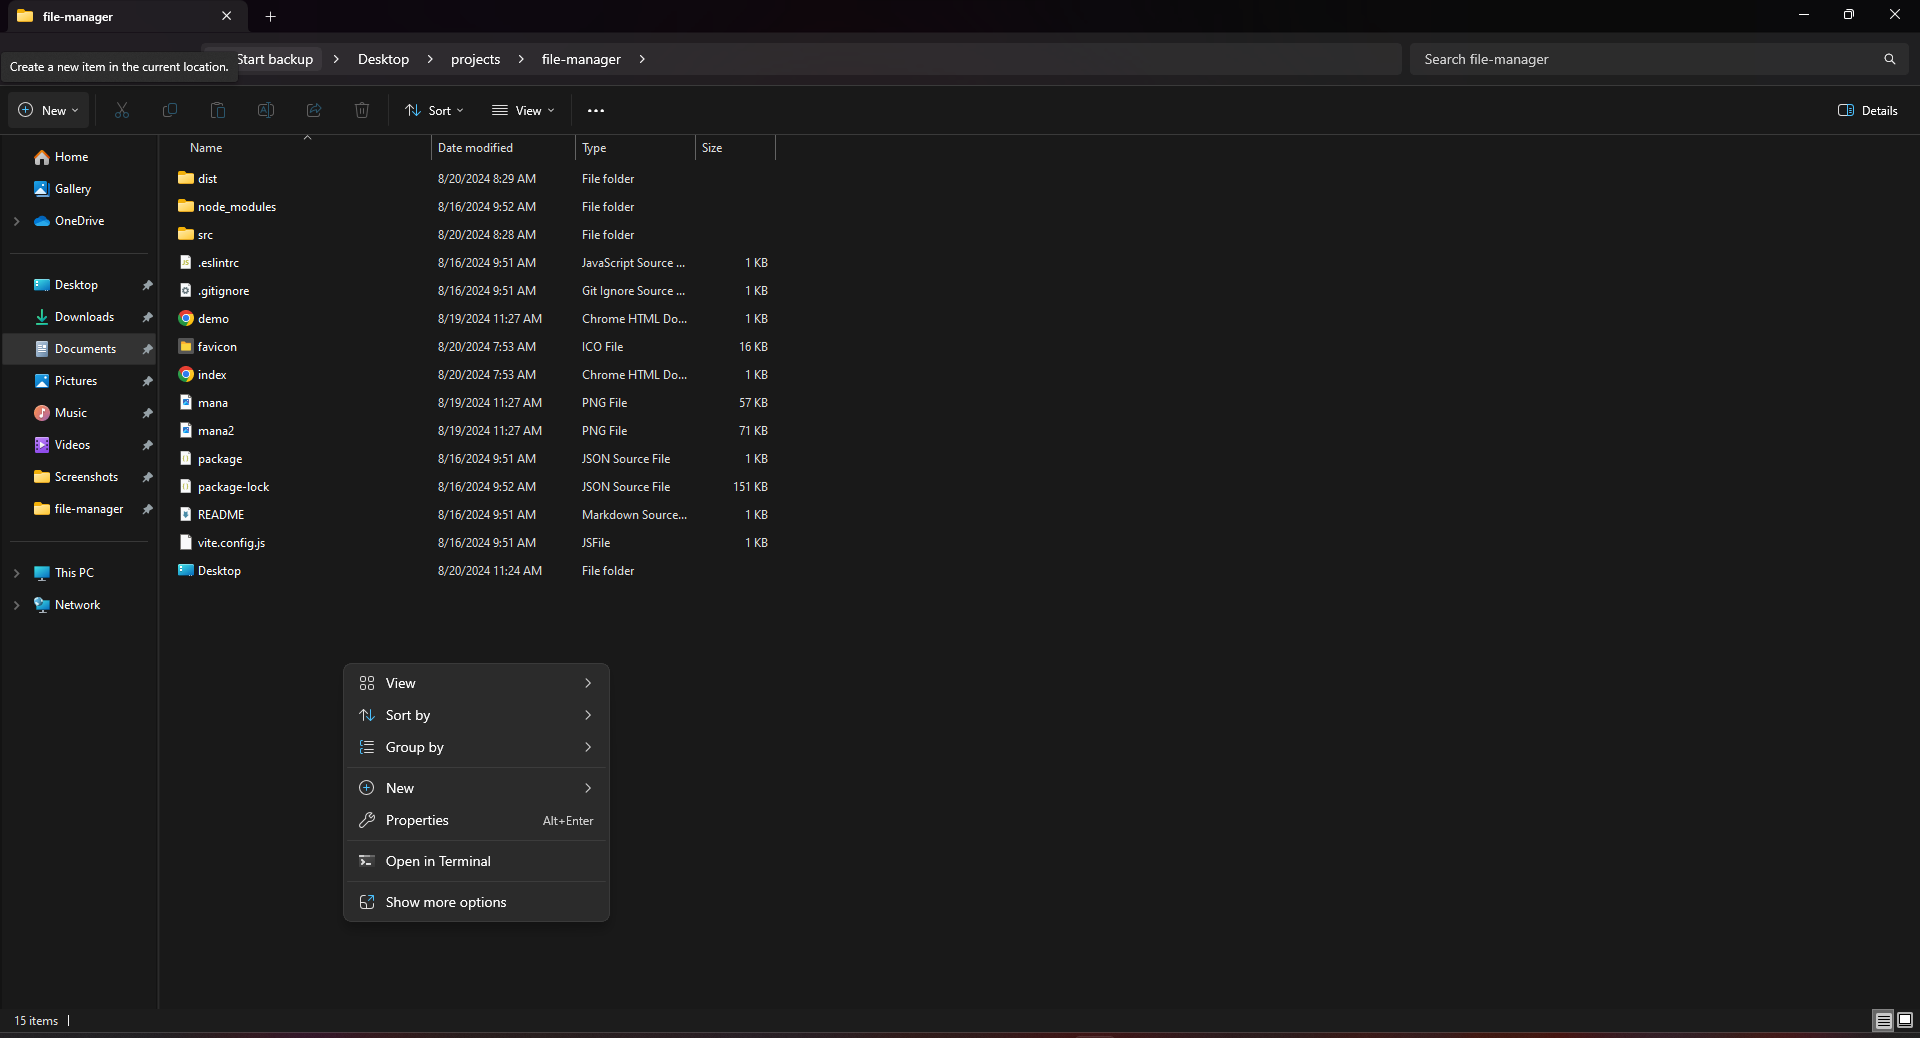 file-manager
Create a new item in the current location.
Start backup > Desktop > projects > file-manager >
Search file-manager
New Sort View ••• Details
Name Date modified Type Size
Home
Gallery
OneDrive
Desktop
Downloads
Documents
Pictures
Music
Videos
Screenshots
file-manager
This PC
Network
dist 8/20/2024 8:29 AM File folder
node_modules 8/16/2024 9:52 AM File folder
src 8/20/2024 8:28 AM File folder
.eslintrc 8/16/2024 9:51 AM JavaScript Source ... 1 KB
.gitignore 8/16/2024 9:51 AM Git Ignore Source ... 1 KB
demo 8/19/2024 11:27 AM Chrome HTML Do... 1 KB
favicon 8/20/2024 7:53 AM ICO File 16 KB
index 8/20/2024 7:53 AM Chrome HTML Do... 1 KB
mana 8/19/2024 11:27 AM PNG File 57 KB
mana2 8/19/2024 11:27 AM PNG File 71 KB
package 8/16/2024 9:51 AM JSON Source File 1 KB
package-lock 8/16/2024 9:52 AM JSON Source File 151 KB
README 8/16/2024 9:51 AM Markdown Source... 1 KB
vite.config.js 8/16/2024 9:51 AM JSFile 1 KB
Desktop 8/20/2024 11:24 AM File folder
View
Sort by
Group by
New
Properties Alt+Enter
Open in Terminal
Show more options
15 items